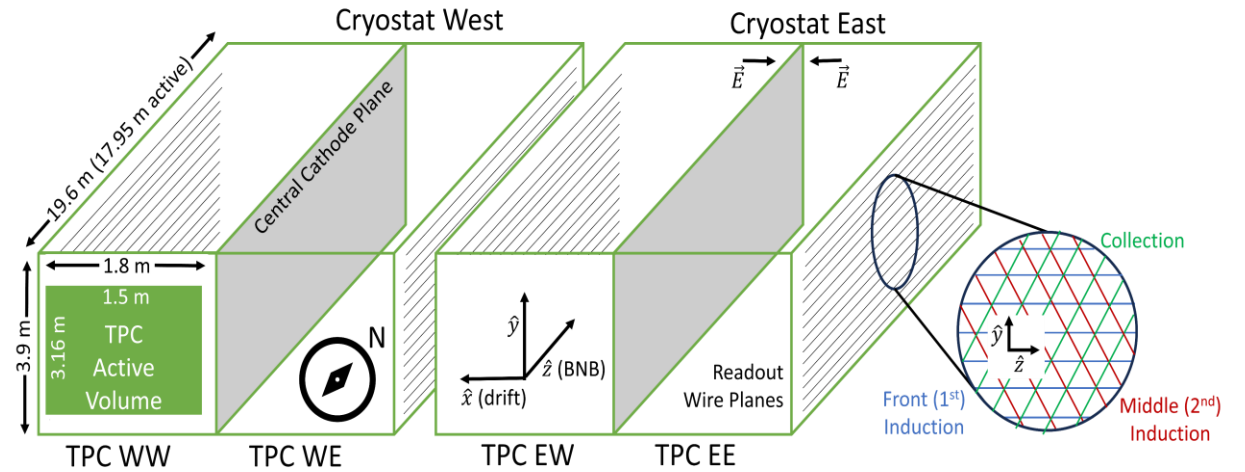 Cryostat West
Cryostat East
19.6 m (17.95 m active)
Central Cathode Plane
$\vec{E}$
$\vec{E}$
1.8 m
1.5 m
3.9 m
3.16 m
TPC
Active
Volume
N
ŷ
ẑ (BNB)
x̂ (drift)
Readout
Wire Planes
Collection
ŷ
ẑ
Front (1st)
Induction
Middle (2nd)
Induction
TPC WW
TPC WE
TPC EW
TPC EE